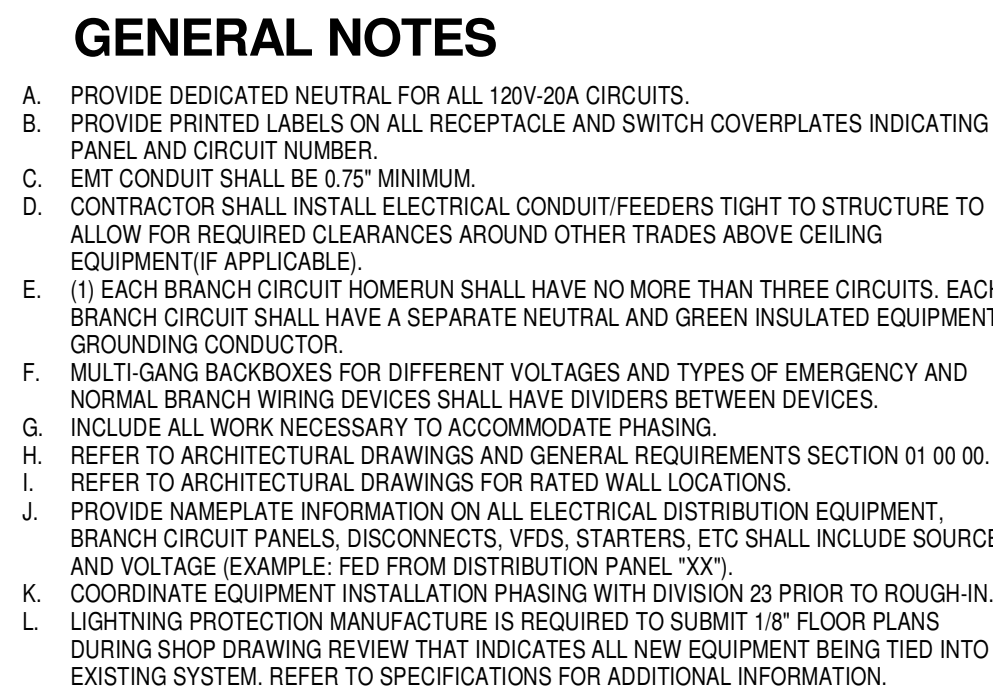 GENERAL NOTES
A. PROVIDE DEDICATED NEUTRAL FOR ALL 120V-20A CIRCUITS.
B. PROVIDE PRINTED LABELS ON ALL RECEPTACLE AND SWITCH COVERPLATES INDICATING
PANEL AND CIRCUIT NUMBER.
C. EMT CONDUIT SHALL BE 0.75" MINIMUM.
D. CONTRACTOR SHALL INSTALL ELECTRICAL CONDUIT/FEEDERS TIGHT TO STRUCTURE TO
ALLOW FOR REQUIRED CLEARANCES AROUND OTHER TRADES ABOVE CEILING
EQUIPMENT(IF APPLICABLE).
E. (1) EACH BRANCH CIRCUIT HOMERUN SHALL HAVE NO MORE THAN THREE CIRCUITS. EACH
BRANCH CIRCUIT SHALL HAVE A SEPARATE NEUTRAL AND GREEN INSULATED EQUIPMENT
GROUNDING CONDUCTOR.
F. MULTI-GANG BACKBOXES FOR DIFFERENT VOLTAGES AND TYPES OF EMERGENCY AND
NORMAL BRANCH WIRING DEVICES SHALL HAVE DIVIDERS BETWEEN DEVICES.
G. INCLUDE ALL WORK NECESSARY TO ACCOMMODATE PHASING.
H. REFER TO ARCHITECTURAL DRAWINGS AND GENERAL REQUIREMENTS SECTION 01 00 00.
I. REFER TO ARCHITECTURAL DRAWINGS FOR RATED WALL LOCATIONS.
J. PROVIDE NAMEPLATE INFORMATION ON ALL ELECTRICAL DISTRIBUTION EQUIPMENT,
BRANCH CIRCUIT PANELS, DISCONNECTS, VFDS, STARTERS, ETC SHALL INCLUDE SOURCE
AND VOLTAGE (EXAMPLE: FED FROM DISTRIBUTION PANEL "XX").
K. COORDINATE EQUIPMENT INSTALLATION PHASING WITH DIVISION 23 PRIOR TO ROUGH-IN.
L. LIGHTNING PROTECTION MANUFACTURE IS REQUIRED TO SUBMIT 1/8" FLOOR PLANS
DURING SHOP DRAWING REVIEW THAT INDICATES ALL NEW EQUIPMENT BEING TIED INTO
EXISTING SYSTEM. REFER TO SPECIFICATIONS FOR ADDITIONAL INFORMATION.